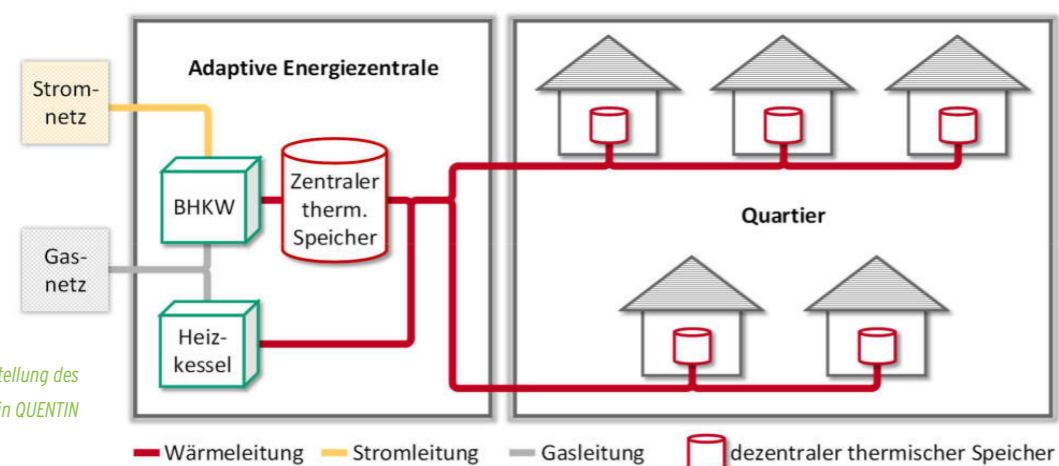 Adaptive Energiezentrale
Strom-
netz
BHKW
Zentraler
therm.
Speicher
Gas-
netz
Heiz-
kessel
Quartier
tellung des
in QUENTIN
Wärmeleitung
Stromleitung
Gasleitung
dezentraler thermischer Speicher